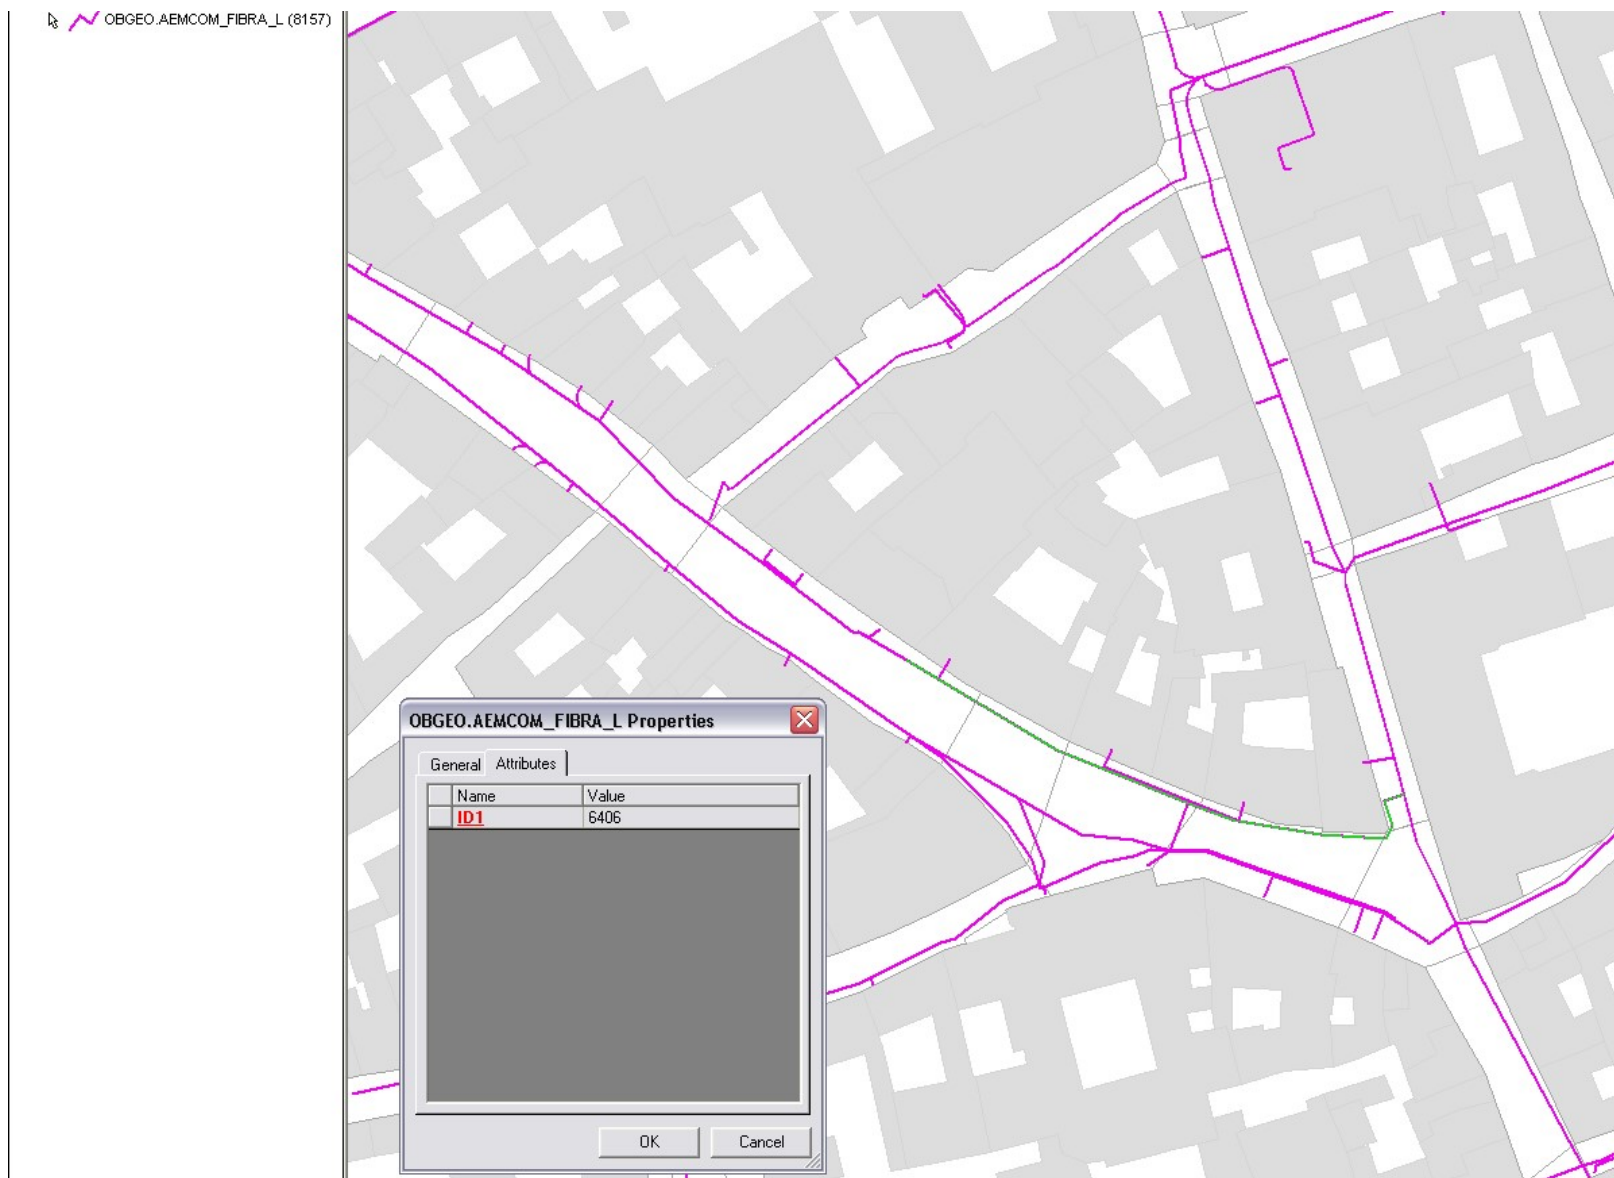 OBGEO.AEMCOM_FIBRA_L (8157)
OBGEO.AEMCOM_FIBRA_L Properties
General Attributes
Name Value
ID1 6406
OK Cancel